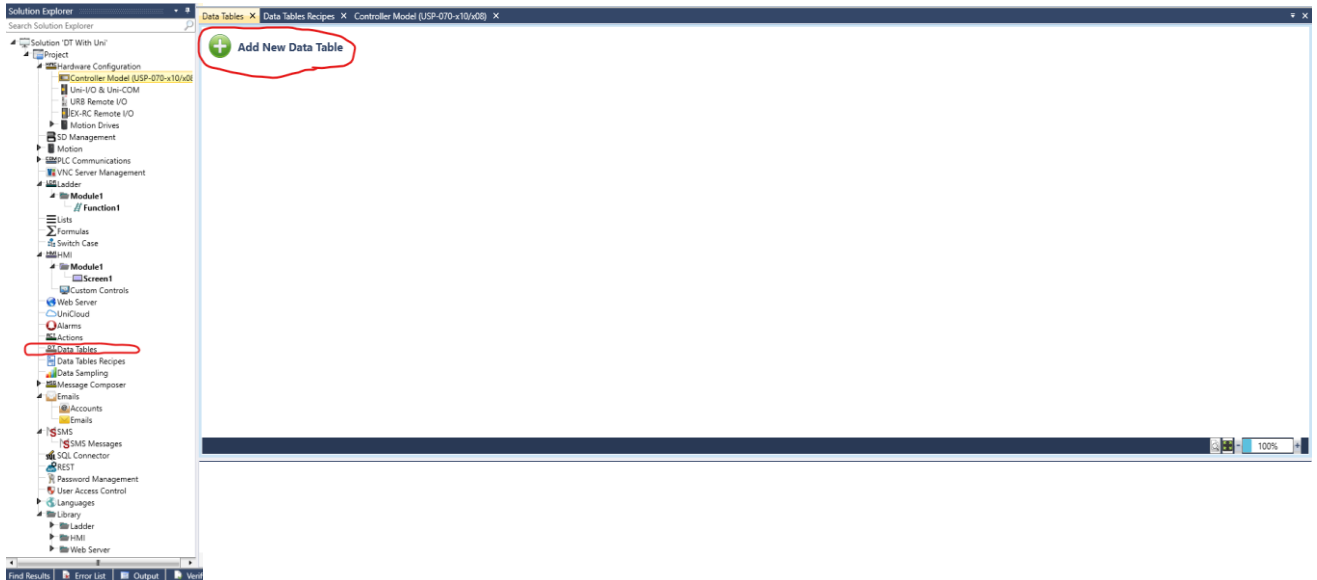 Solution Explorer
Search Solution Explorer
Solution 'DT With Uni'
Project
Hardware Configuration
Controller Model (USP-070-x10/x08
Uni-I/O & Uni-COM
URB Remote I/O
EX-RC Remote I/O
Motion Drives
SD Management
Motion
PLC Communications
VNC Server Management
Ladder
Module1
Function1
Lists
Formulas
Switch Case
HMI
Module1
Screen1
Custom Controls
Web Server
UniCloud
Alarms
Actions
Data Tables
Data Tables Recipes
Data Sampling
Message Composer
Emails
Accounts
Emails
SMS
SMS Messages
SQL Connector
REST
Password Management
User Access Control
Languages
Library
Ladder
HMI
Web Server
Find Results Error List Output Verif
Data Tables X Data Tables Recipes X Controller Model (USP-070-x10/x08) X
Add New Data Table
100%